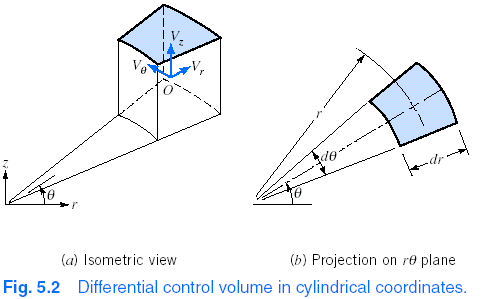 V_z
V_θ
V_r
O
z
θ
r
r
dθ
θ
dr
(a) Isometric view
(b) Projection on rθ plane
Fig. 5.2 Differential control volume in cylindrical coordinates.